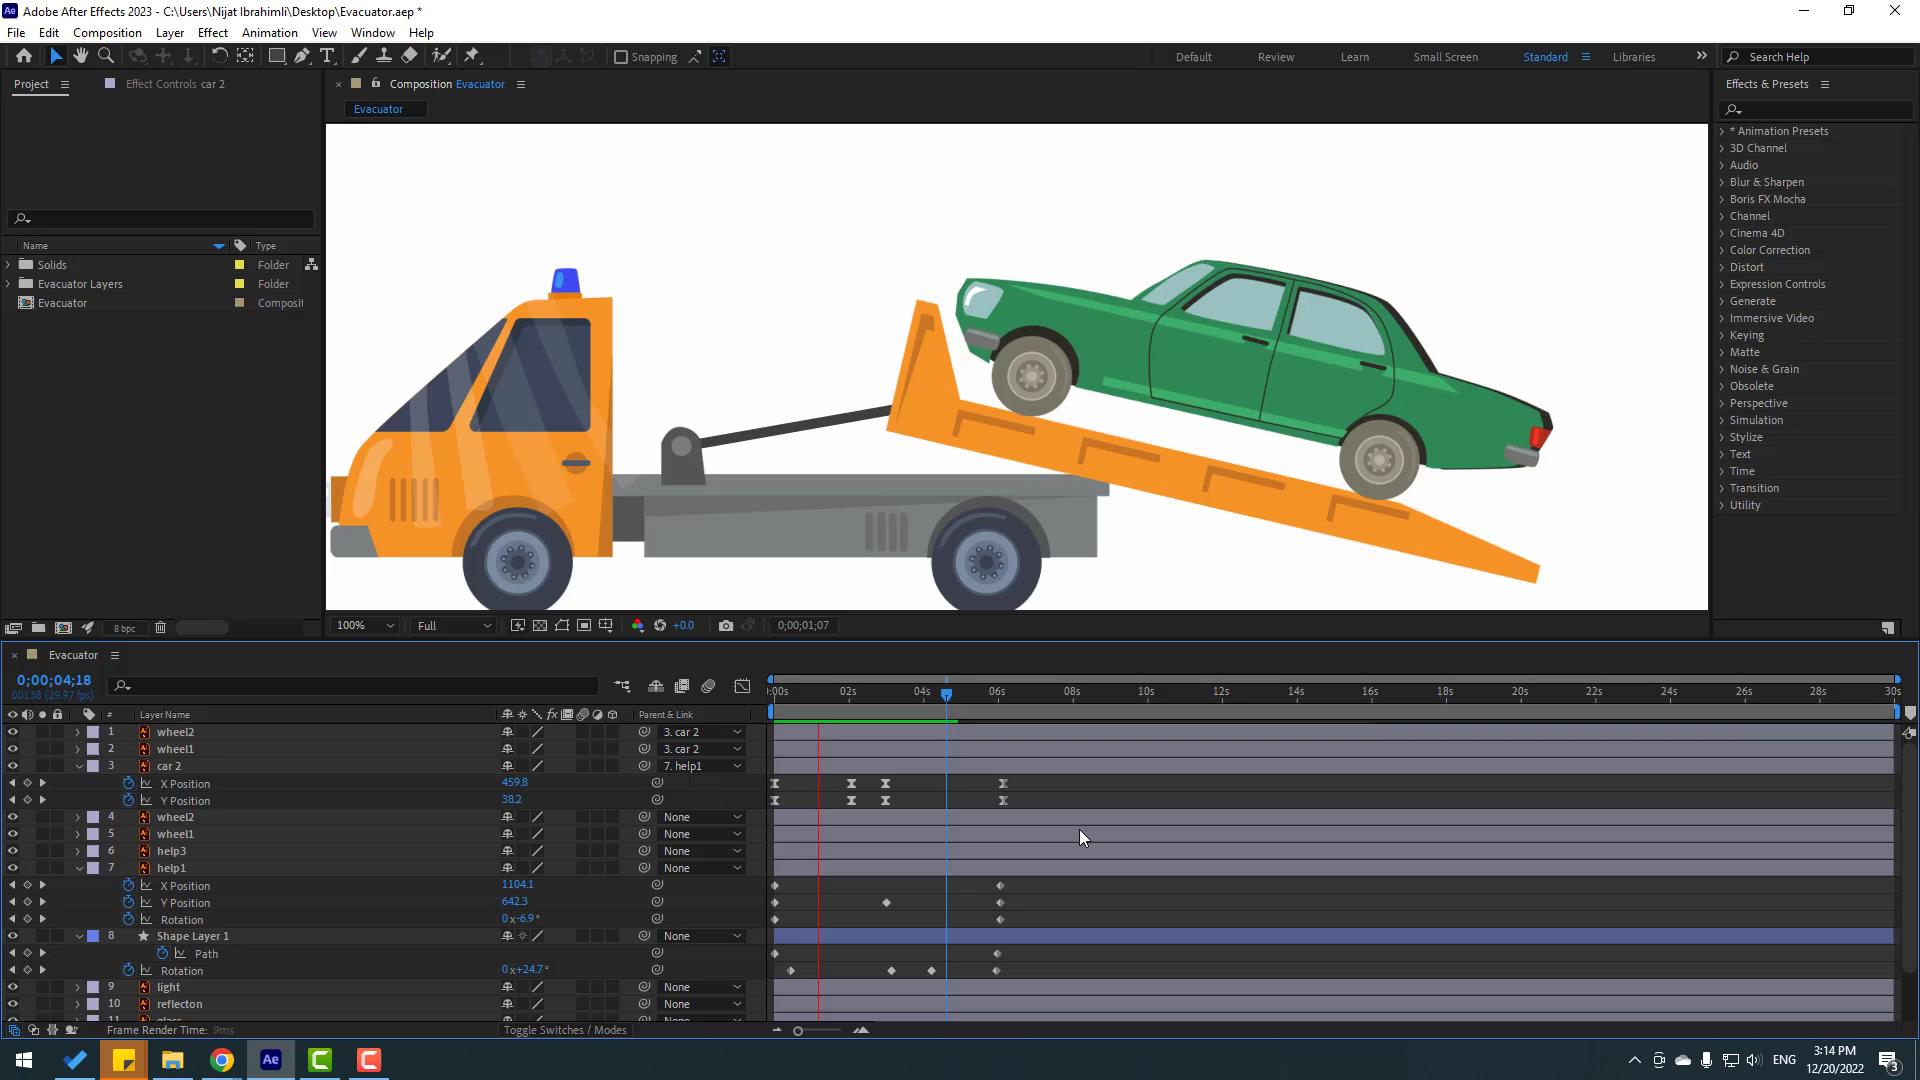 Adobe After Effects 2023 - C:\Users\Nijat Ibrahimli\Desktop\Evacuator.aep *
File Edit Composition Layer Effect Animation View Window Help
Snapping Default Review Learn Small Screen Standard Libraries Search Help
Project Effect Controls car 2 Composition Evacuator Effects & Presets
Evacuator
* Animation Presets
3D Channel
Audio
Blur & Sharpen
Boris FX Mocha
Channel
Cinema 4D
Color Correction
Distort
Expression Controls
Generate
Immersive Video
Keying
Matte
Noise & Grain
Obsolete
Perspective
Simulation
Stylize
Text
Time
Transition
Utility
Name Type
Solids Folder
Evacuator Layers Folder
Evacuator Composit
8 bpc 100% Full +0.0 0;00;01;07
Evacuator
0;00;04;18
00138 (29.97 fps)
:00s 02s 04s 06s 08s 10s 12s 14s 16s 18s 20s 22s 24s 26s 28s 30s
# Layer Name fx Parent & Link
1 wheel2 3. car 2
2 wheel1 3. car 2
3 car 2 7. help1
X Position 459.8
Y Position 38.2
4 wheel2 None
5 wheel1 None
6 help3 None
7 help1 None
X Position 1104.1
Y Position 642.3
Rotation 0x-6.9°
8 Shape Layer 1 None
Path
Rotation 0x+24.7°
9 light None
10 reflecton None
11 glass None
Frame Render Time: 9ms Toggle Switches / Modes
Ae ENG 3:14 PM
12/20/2022 3